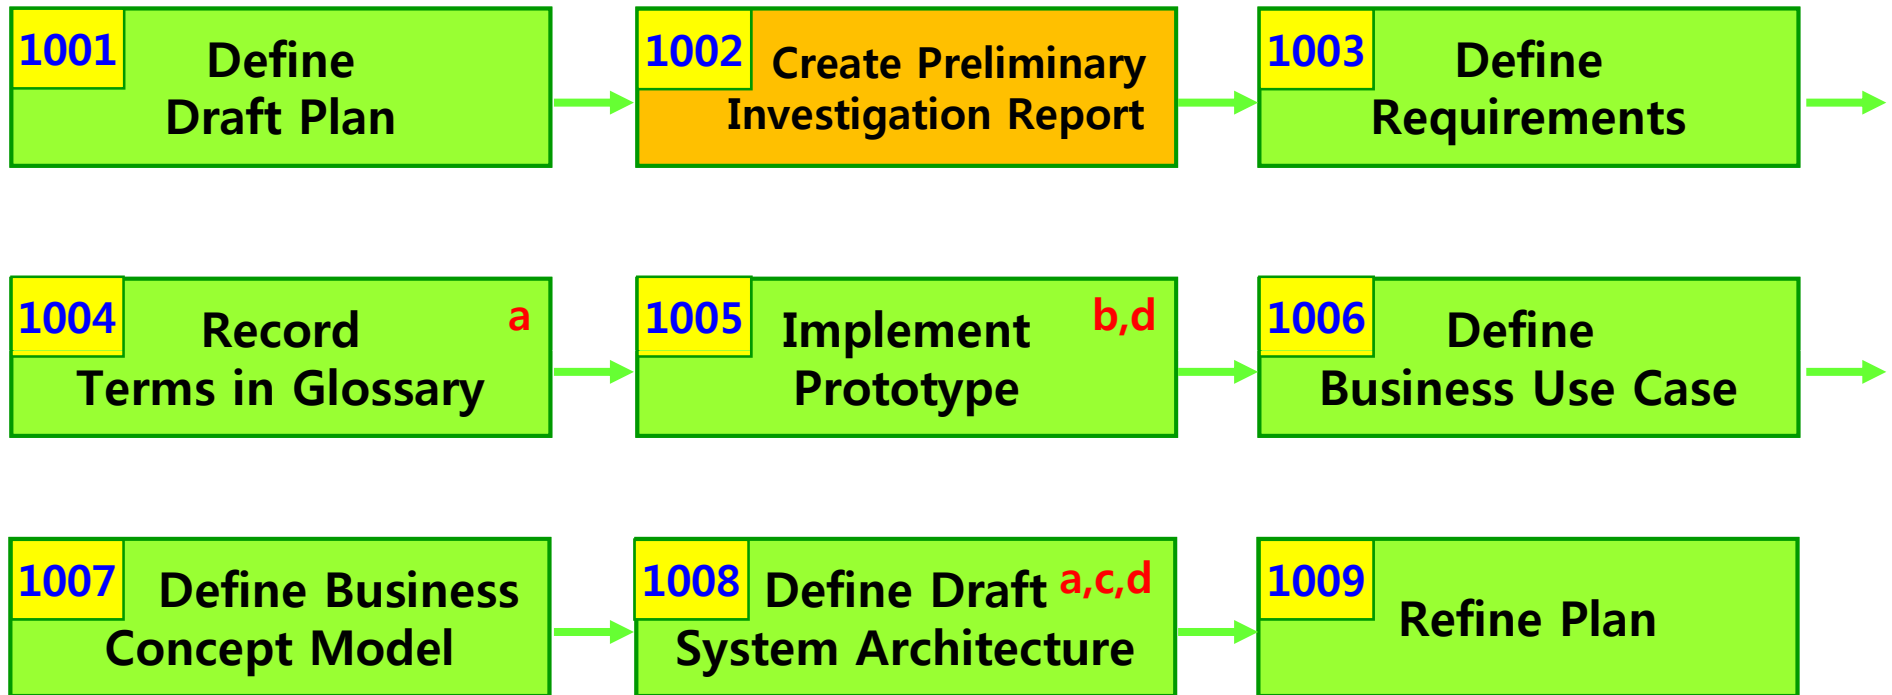 1001
Define
Draft Plan
1002
Create Preliminary
Investigation Report
1003
Define
Requirements
1004
Record
a
Terms in Glossary
1005
Implement
b,d
Prototype
1006
Define
Business Use Case
1007
Define Business
Concept Model
1008
Define Draft
a,c,d
System Architecture
1009
Refine Plan